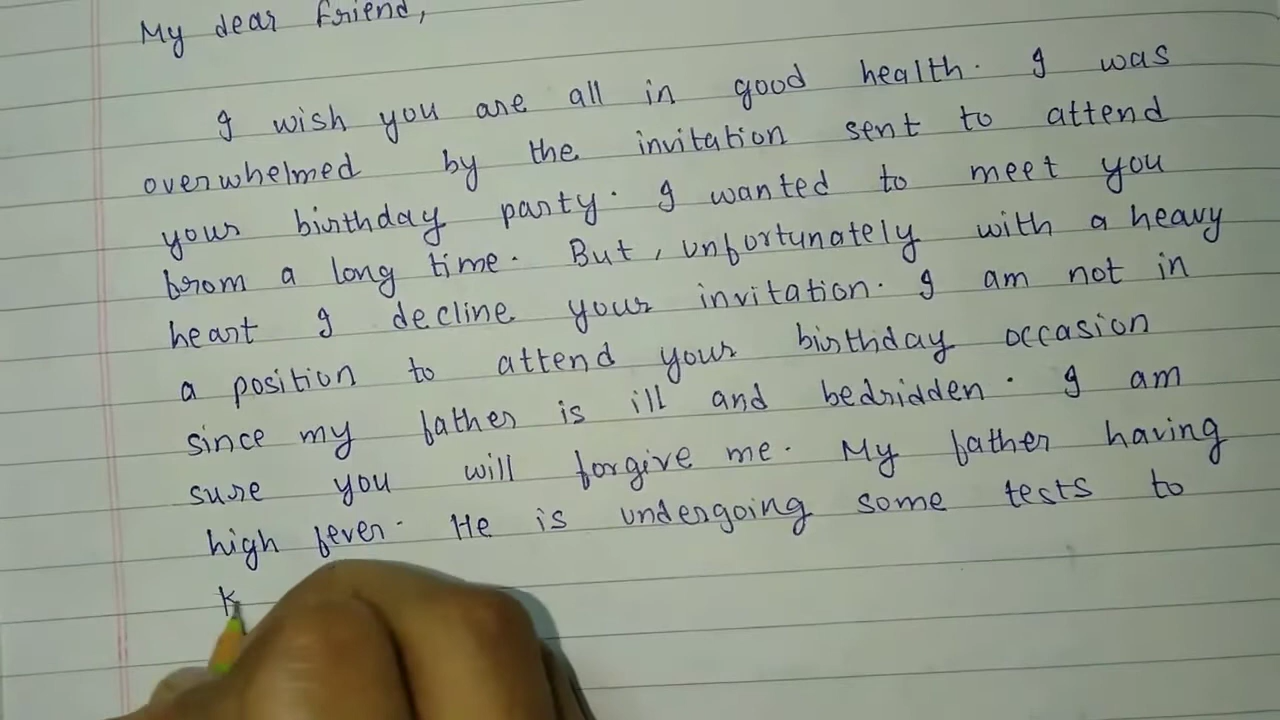 My dear friend,
I wish you are all in good health. I was
overwhelmed by the invitation sent to attend
your birthday party. I wanted to meet you
from a long time. But, unfortunately with a heavy
heart I decline your invitation. I am not in
a position to attend your birthday occasion
since my father is ill and bedridden. I am
sure you will forgive me. My father having
high fever. He is undergoing some tests to
K